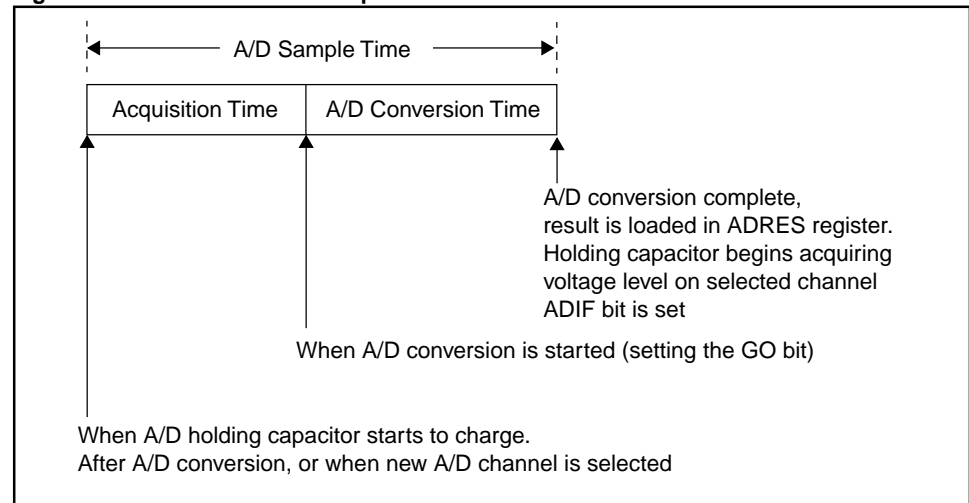 A/D Sample Time
Acquisition Time
A/D Conversion Time
A/D conversion complete,
result is loaded in ADRES register.
Holding capacitor begins acquiring
voltage level on selected channel
ADIF bit is set
When A/D conversion is started (setting the GO bit)
When A/D holding capacitor starts to charge.
After A/D conversion, or when new A/D channel is selected